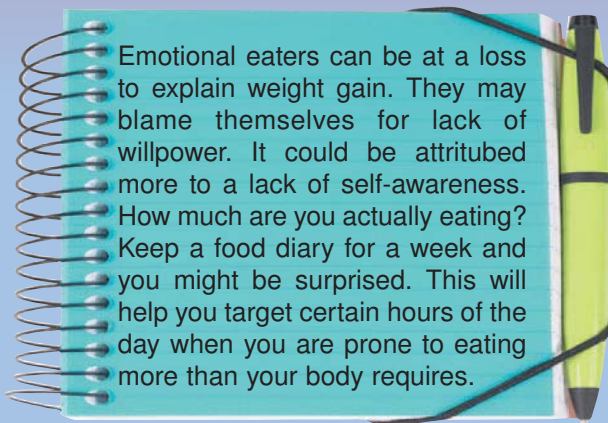 Emotional eaters can be at a loss
to explain weight gain. They may
blame themselves for lack of
willpower. It could be attritubed
more to a lack of self-awareness.
How much are you actually eating?
Keep a food diary for a week and
you might be surprised. This will
help you target certain hours of the
day when you are prone to eating
more than your body requires.